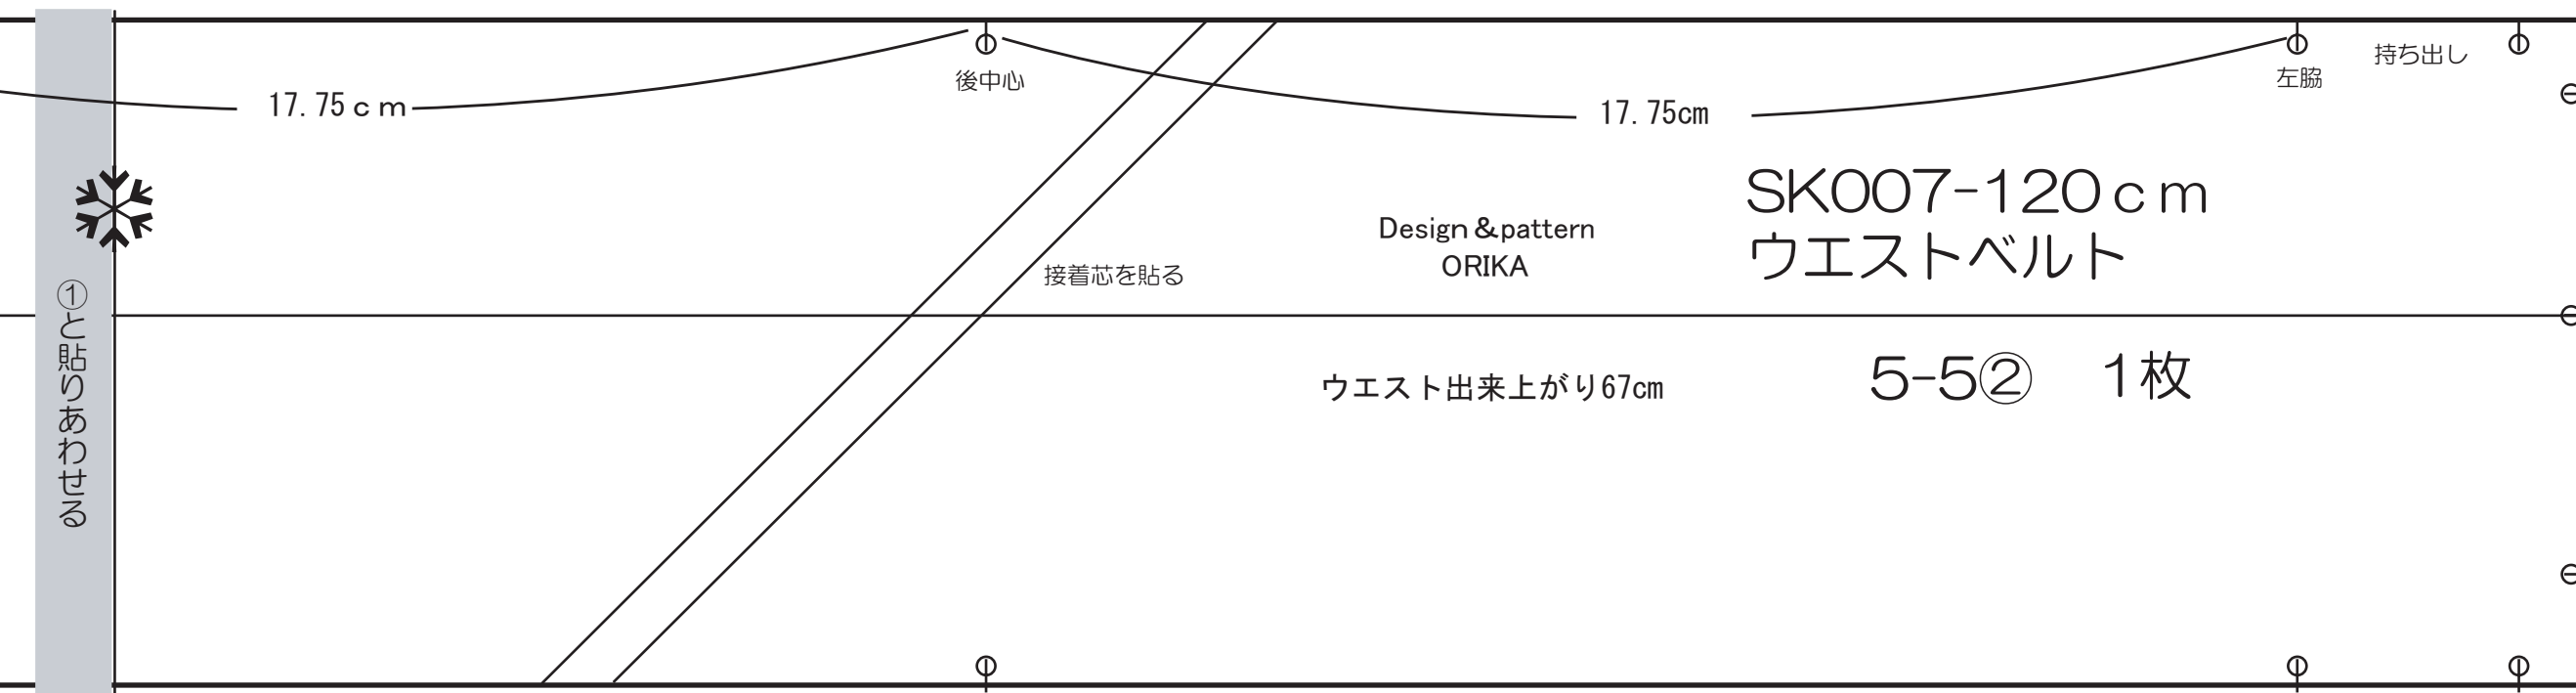 後中心
左脇
持ち出し
17.75ｃｍ
17.75cm
SK007-120ｃｍ
ウエストベルト
Design &pattern
ORIKA
接着芯を貼る
①と貼りあわせる
ウエスト出来上がり67cm
5-5②　1枚